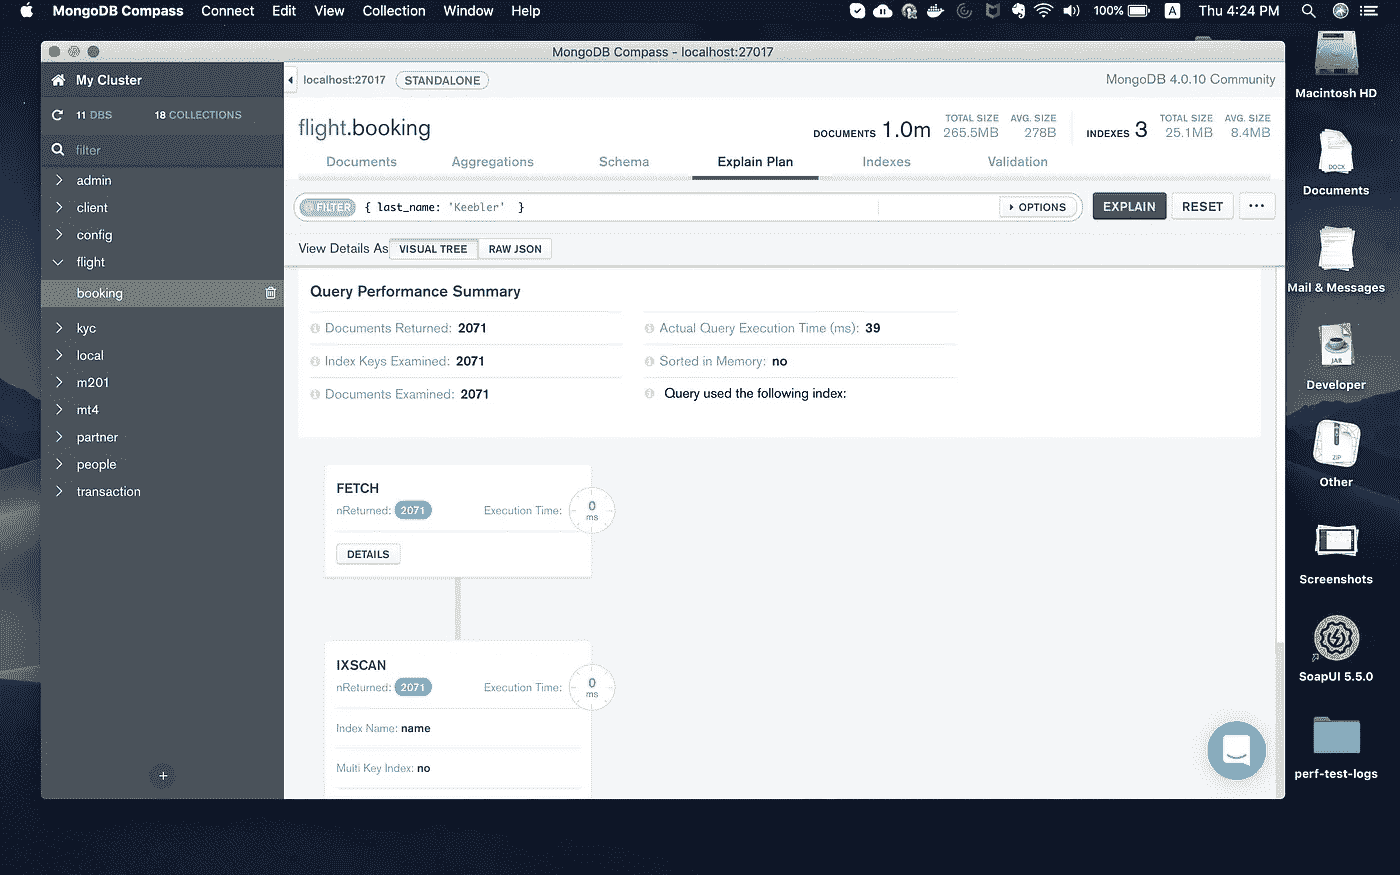 MongoDB Compass Connect Edit View Collection Window Help 100% A Thu 4:24 PM
MongoDB Compass - localhost:27017
My Cluster
11 DBS 18 COLLECTIONS
filter
admin
client
config
flight
booking
kyc
local
m201
mt4
partner
people
transaction
localhost:27017 STANDALONE MongoDB 4.0.10 Community
flight.booking
DOCUMENTS 1.0m TOTAL SIZE 265.5MB AVG. SIZE 278B INDEXES 3 TOTAL SIZE 25.1MB AVG. SIZE 8.4MB
Documents Aggregations Schema Explain Plan Indexes Validation
FILTER { last_name: 'Keebler' } OPTIONS EXPLAIN RESET ...
View Details As VISUAL TREE RAW JSON
Query Performance Summary
Documents Returned: 2071
Index Keys Examined: 2071
Documents Examined: 2071
Actual Query Execution Time (ms): 39
Sorted in Memory: no
Query used the following index:
FETCH
nReturned: 2071 Execution Time: 0 ms
DETAILS
IXSCAN
nReturned: 2071 Execution Time: 0 ms
Index Name: name
Multi Key Index: no
Macintosh HD
DOCX
Documents
Mail & Messages
JAR
Developer
ZIP
Other
Screenshots
SoapUI 5.5.0
perf-test-logs